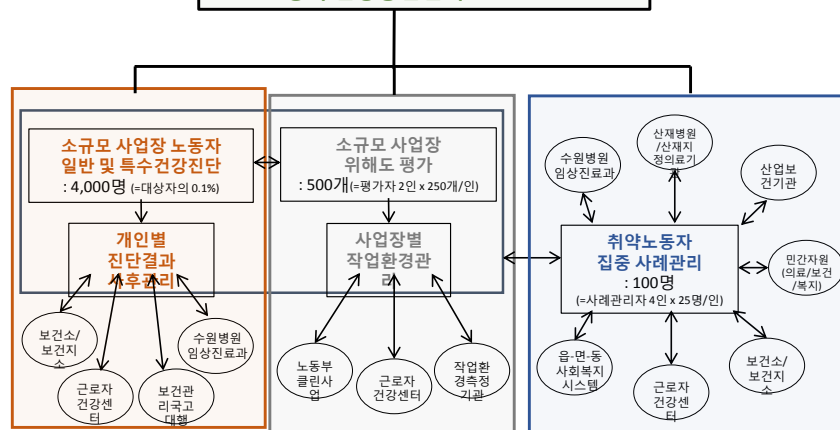 소규모 사업장 노동자
일반 및 특수건강진단
: 4,000명 (=대상자의 0.1%)
개인별
진단결과
사후관리
보건소/
보건지
소
근로자
건강센
터
보건관
리국고
대행
수원병원
임상진료과
소규모 사업장
위해도 평가
: 500개(=평가자 2인 x 250개/인)
사업장별
작업환경관
리
노동부
클린사
업
근로자
건강센터
작업환
경측정
기관
수원병원
임상진료과
산재병원
/산재지
정의료기
관
산업보
건기관
취약노동자
집중 사례관리
: 100명
(=사례관리자 4인 x 25명/인)
민간자원
(의료/보건
/복지)
읍-면-동
사회복지
시스템
근로자
건강센
터
보건소/
보건지
소